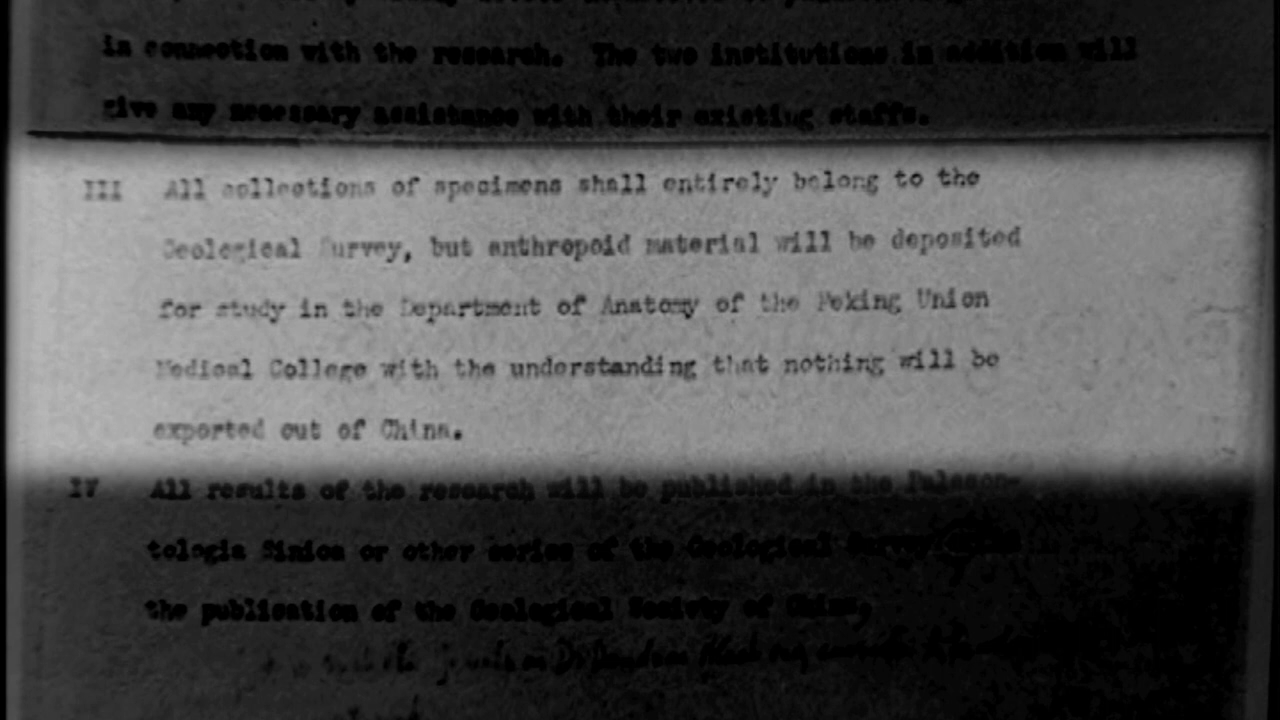 in connection with the research. The two institutions in addition will
give any necessary assistance with their existing staffs.
III All collections of specimens shall entirely belong to the
Geological Survey, but anthropoid material will be deposited
for study in the Department of Anatomy of the Peking Union
Medical College with the understanding that nothing will be
exported out of China.
IV All results of the research will be published in the Palaeon-
tologia Sinica or other series of the Geological Survey
the publication of the Geological Society of China,